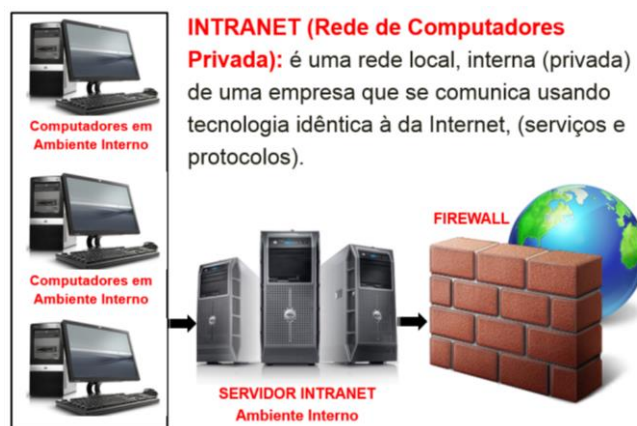 INTRANET (Rede de Computadores
Privada): é uma rede local, interna (privada)
de uma empresa que se comunica usando
tecnologia idêntica à da Internet, (serviços e
protocolos).
Computadores em
Ambiente Interno
Computadores em
Ambiente Interno
FIREWALL
SERVIDOR INTRANET
Ambiente Interno